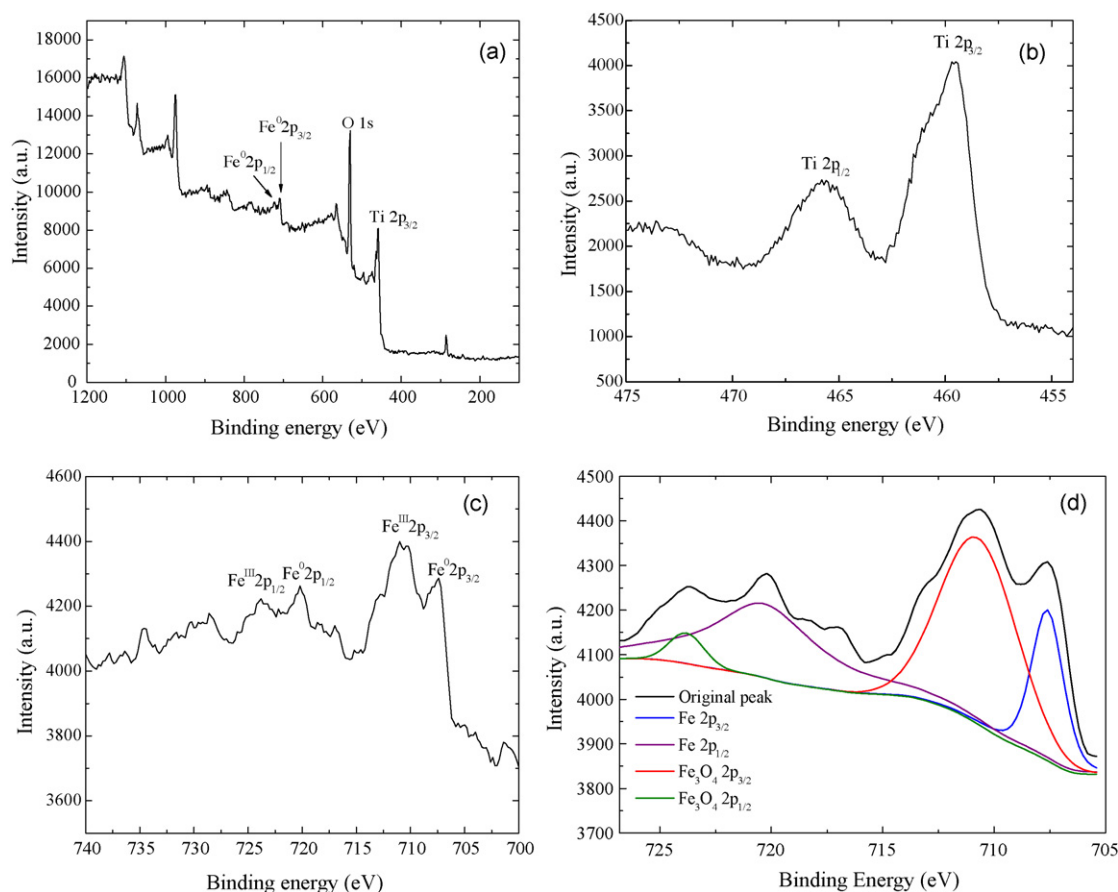 (a)
18000
16000
14000
12000
10000
8000
6000
4000
2000
0
Intensity (a.u.)
Fe⁰2p₃/₂
Fe⁰2p₁/₂
O 1s
Ti 2p₃/₂
1200 1000 800 600 400 200
Binding energy (eV)
(b)
4500
4000
3500
3000
2500
2000
1500
1000
500
Intensity (a.u.)
Ti 2p₃/₂
Ti 2p₁/₂
475 470 465 460 455
Binding energy (eV)
(c)
4600
4400
4200
4000
3800
3600
Intensity (a.u.)
Feᴵᴵᴵ2p₃/₂
Fe⁰2p₃/₂
Feᴵᴵᴵ2p₁/₂
Fe⁰2p₁/₂
740 735 730 725 720 715 710 705 700
Binding energy (eV)
(d)
4500
4400
4300
4200
4100
4000
3900
3800
3700
Intensity (a.u.)
Original peak
Fe 2p₃/₂
Fe 2p₁/₂
Fe₃O₄ 2p₃/₂
Fe₃O₄ 2p₁/₂
725 720 715 710 705
Binding Energy (eV)